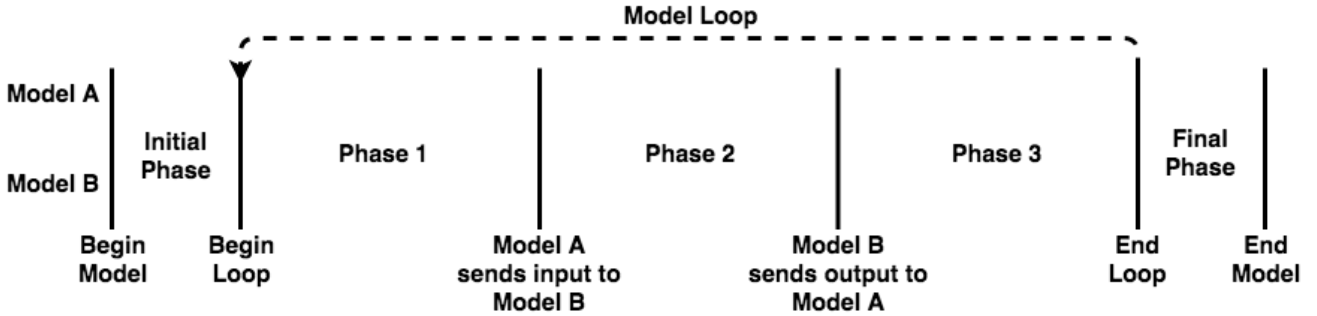 Model Loop
Model A
Model B
Initial
Phase
Phase 1
Phase 2
Phase 3
Final
Phase
Begin
Model
Begin
Loop
Model A
sends input to
Model B
Model B
sends output to
Model A
End
Loop
End
Model